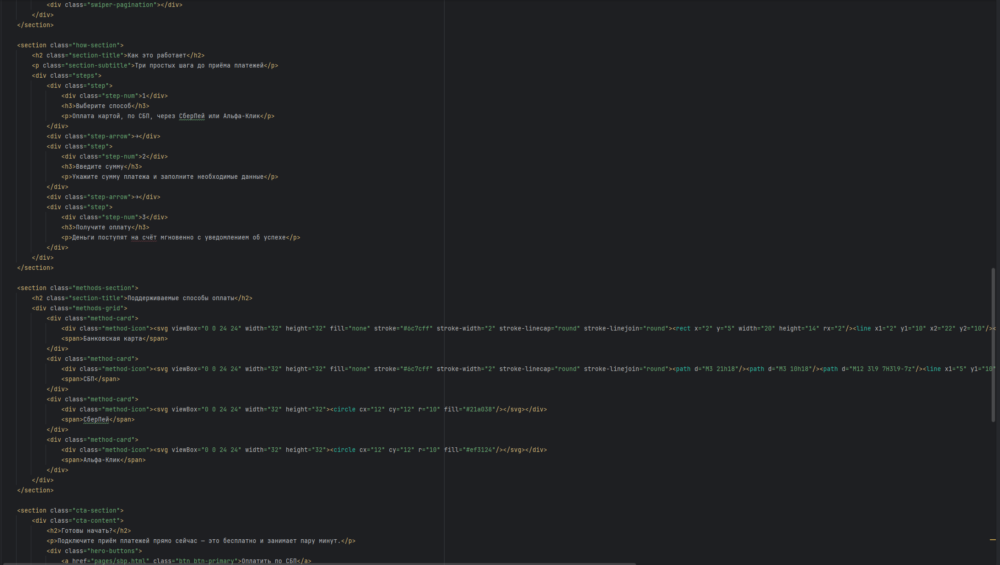 <div class="swiper-pagination"></div>
</div>
</section>
<section class="how-section">
<h2 class="section-title">Как это работает</h2>
<p class="section-subtitle">Три простых шага до приёма платежей</p>
<div class="steps">
<div class="step">
<div class="step-num">1</div>
<h3>Выберите способ</h3>
<p>Оплата картой, по СБП, через СберПей или Альфа-Клик</p>
</div>
<div class="step-arrow">→</div>
<div class="step">
<div class="step-num">2</div>
<h3>Введите сумму</h3>
<p>Укажите сумму платежа и заполните необходимые данные</p>
</div>
<div class="step-arrow">→</div>
<div class="step">
<div class="step-num">3</div>
<h3>Получите оплату</h3>
<p>Деньги поступят на счёт мгновенно с уведомлением об успехе</p>
</div>
</div>
</section>
<section class="methods-section">
<h2 class="section-title">Поддерживаемые способы оплаты</h2>
<div class="methods-grid">
<div class="method-card">
<div class="method-icon"><svg viewBox="0 0 24 24" width="32" height="32" fill="none" stroke="#6c7cff" stroke-width="2" stroke-linecap="round" stroke-linejoin="round"><rect x="2" y="5" width="20" height="14" rx="2"/><line x1="2" y1="10" x2="22" y2="10"/><
<span>Банковская карта</span>
</div>
<div class="method-card">
<div class="method-icon"><svg viewBox="0 0 24 24" width="32" height="32" fill="none" stroke="#6c7cff" stroke-width="2" stroke-linecap="round" stroke-linejoin="round"><path d="M3 21h18"/><path d="M3 10h18"/><path d="M12 3l9 7H3l9-7z"/><line x1="5" y1="10"
<span>СБП</span>
</div>
<div class="method-card">
<div class="method-icon"><svg viewBox="0 0 24 24" width="32" height="32"><circle cx="12" cy="12" r="10" fill="#21a038"/></svg></div>
<span>СберПей</span>
</div>
<div class="method-card">
<div class="method-icon"><svg viewBox="0 0 24 24" width="32" height="32"><circle cx="12" cy="12" r="10" fill="#ef3124"/></svg></div>
<span>Альфа-Клик</span>
</div>
</div>
</section>
<section class="cta-section">
<div class="cta-content">
<h2>Готовы начать?</h2>
<p>Подключите приём платежей прямо сейчас — это бесплатно и занимает пару минут.</p>
<div class="hero-buttons">
<a href="pages/sbp.html" class="btn btn-primary">Оплатить по СБП</a>